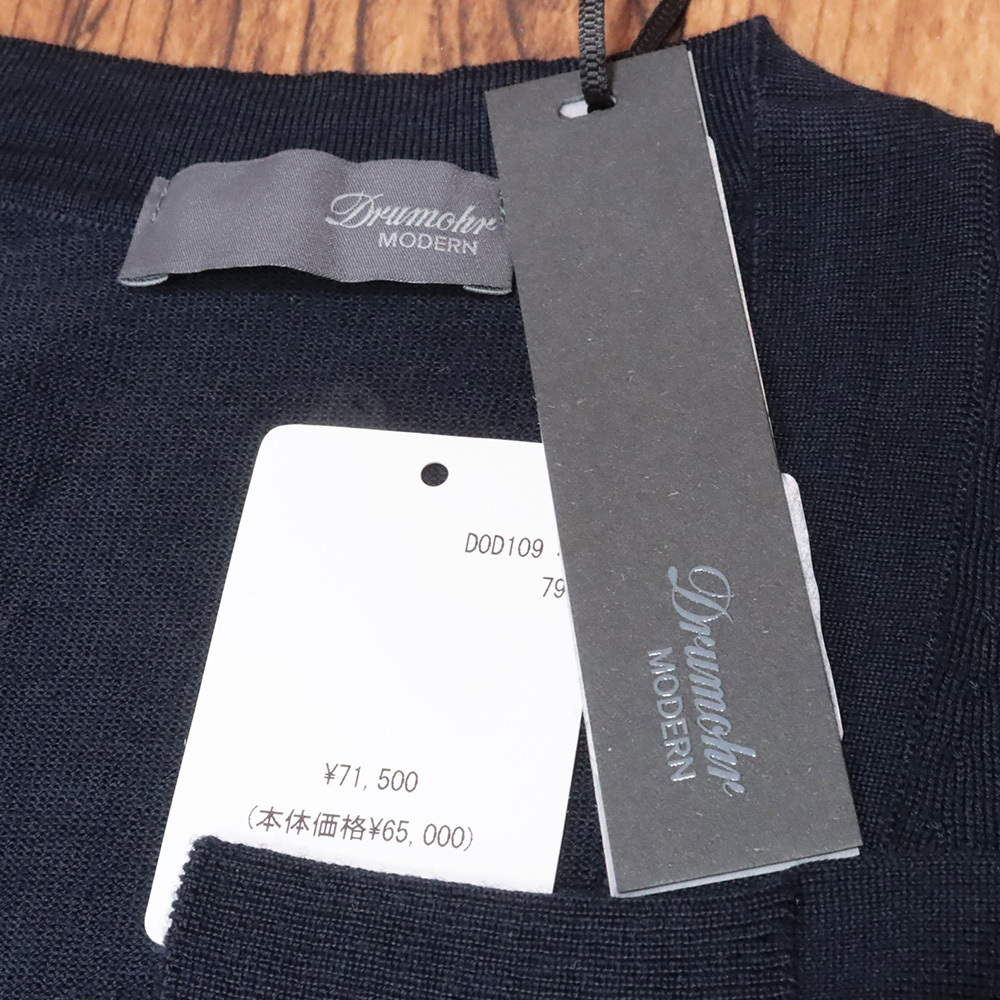 Drumohr
MODERN
DOD109
79
¥71,500
(本体価格¥65,000)
Drumohr
MODERN